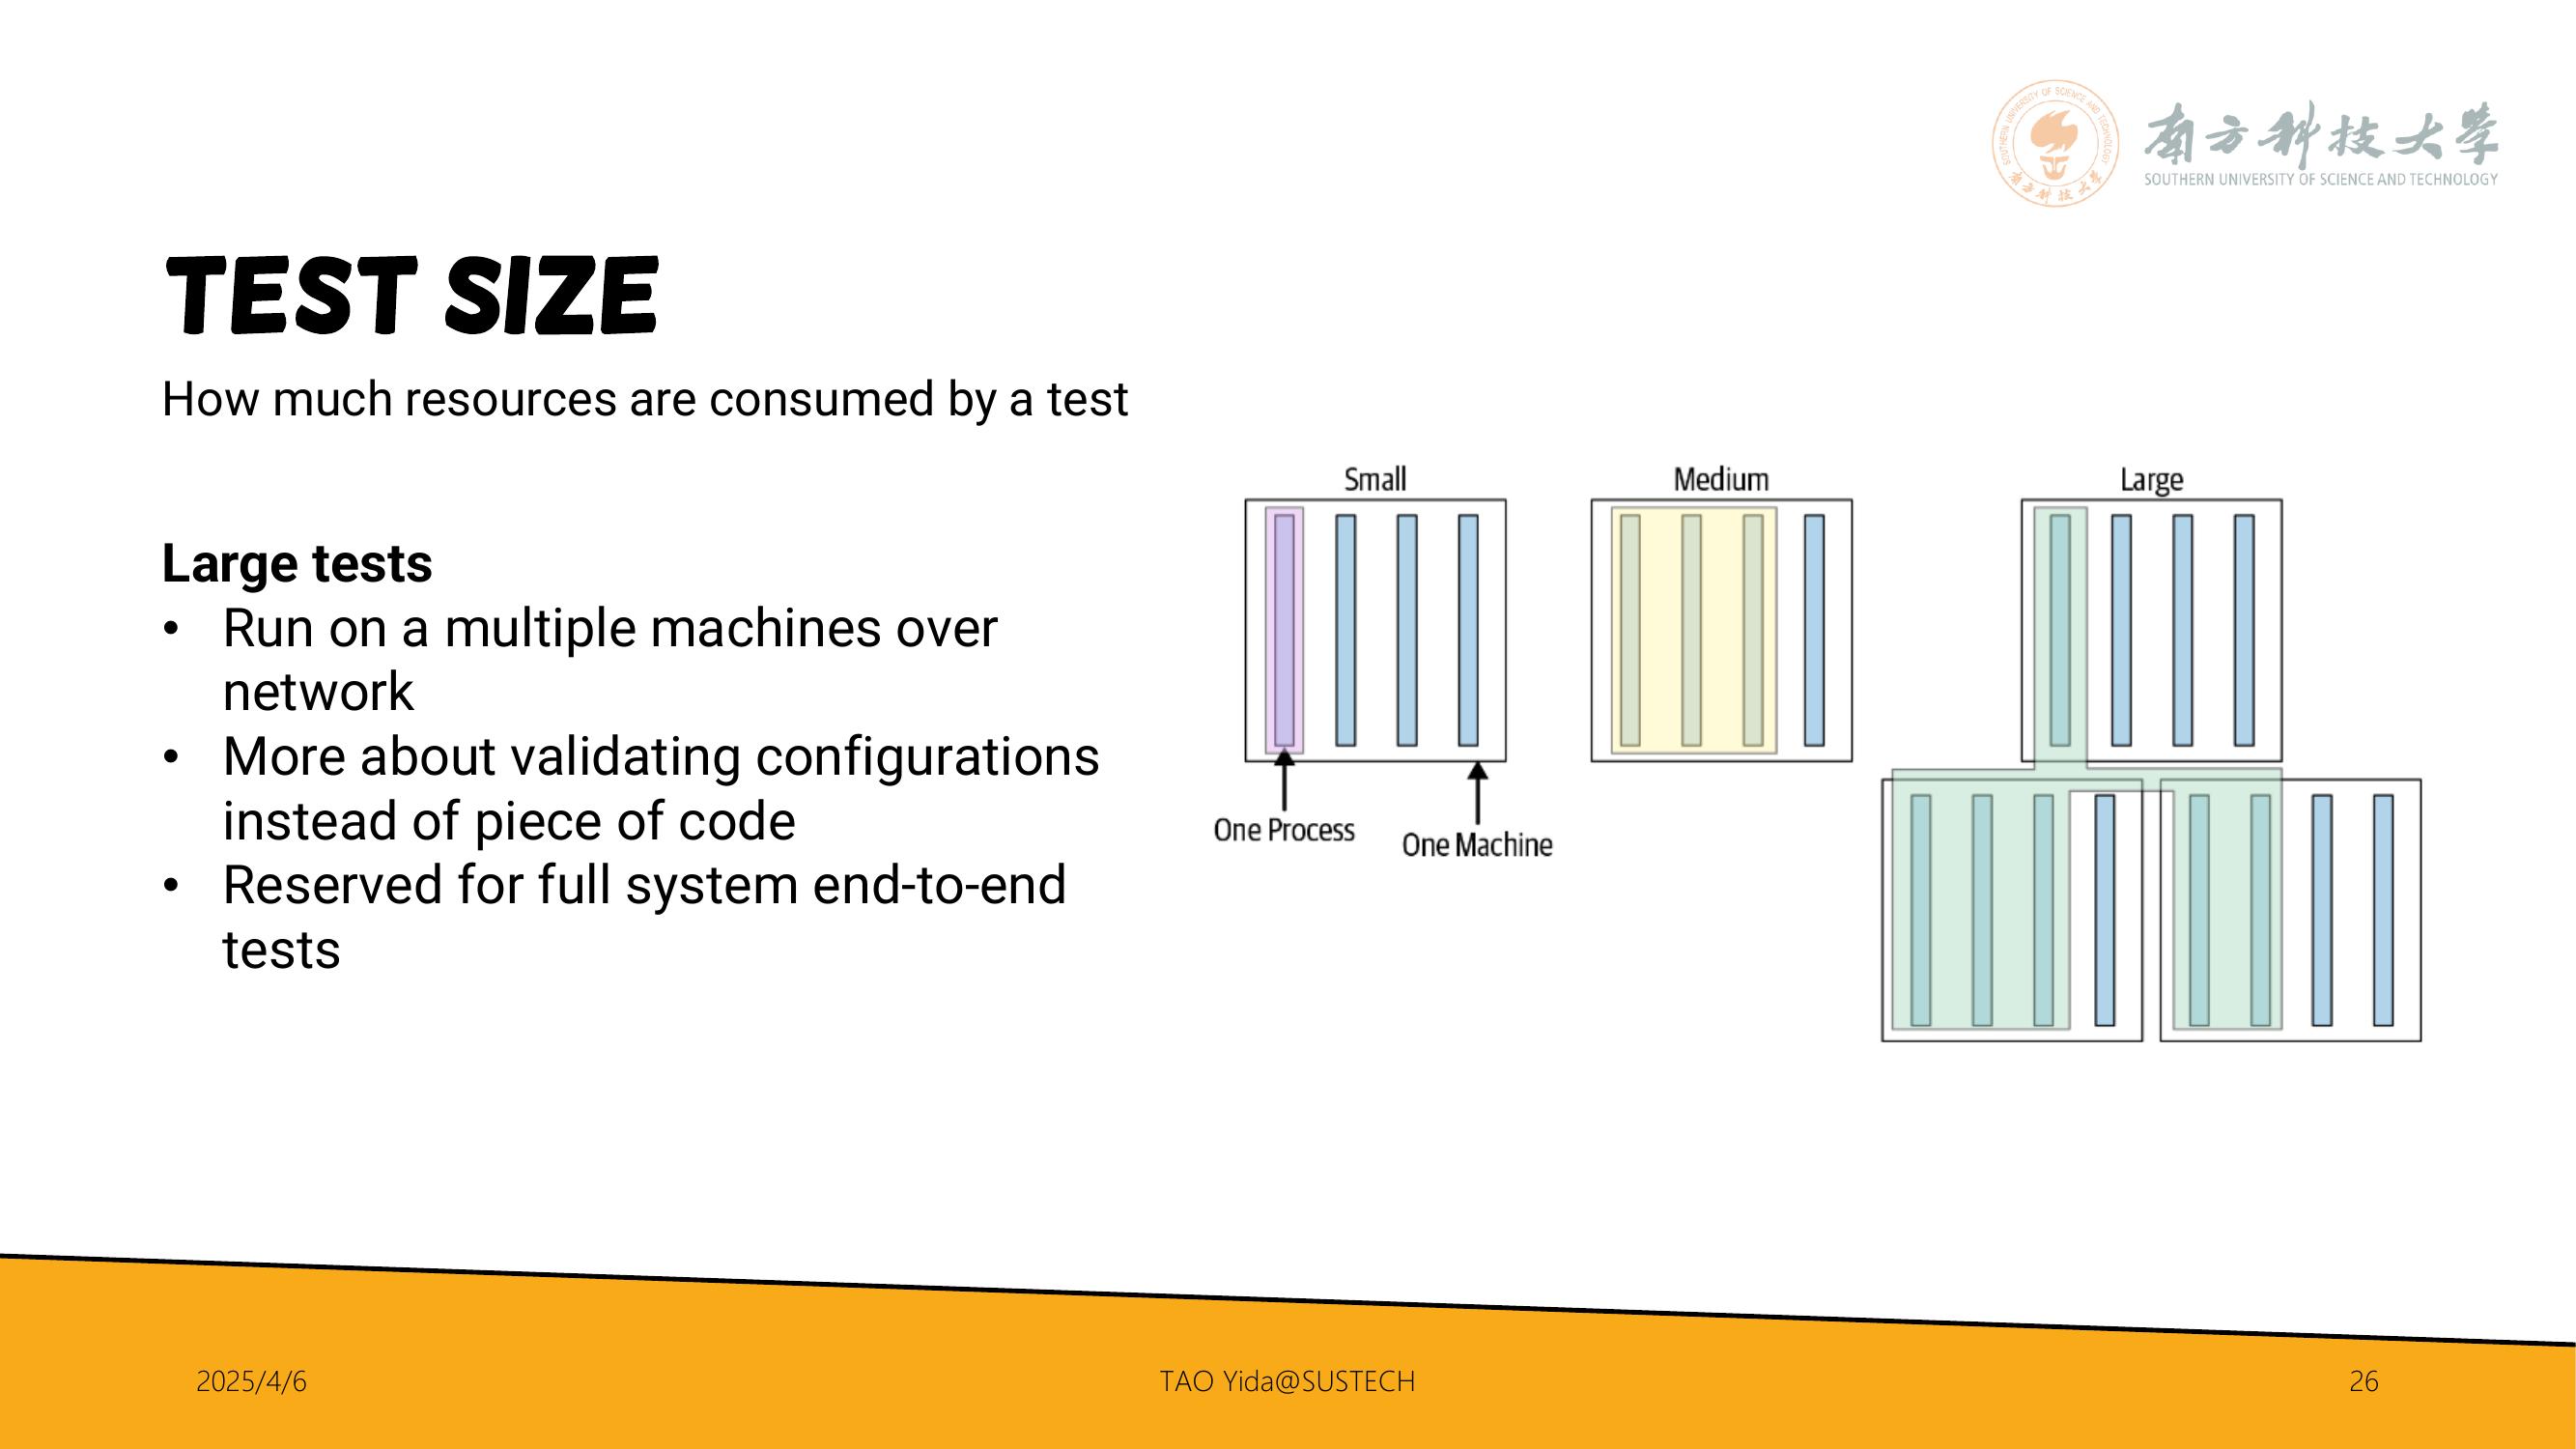 南方科技大学
SOUTHERN UNIVERSITY OF SCIENCE AND TECHNOLOGY
TEST SIZE
How much resources are consumed by a test
Large tests
• Run on a multiple machines over
network
• More about validating configurations
instead of piece of code
• Reserved for full system end-to-end
tests
Small
Medium
Large
One Process
One Machine
2025/4/6
TAO Yida@SUSTECH
26